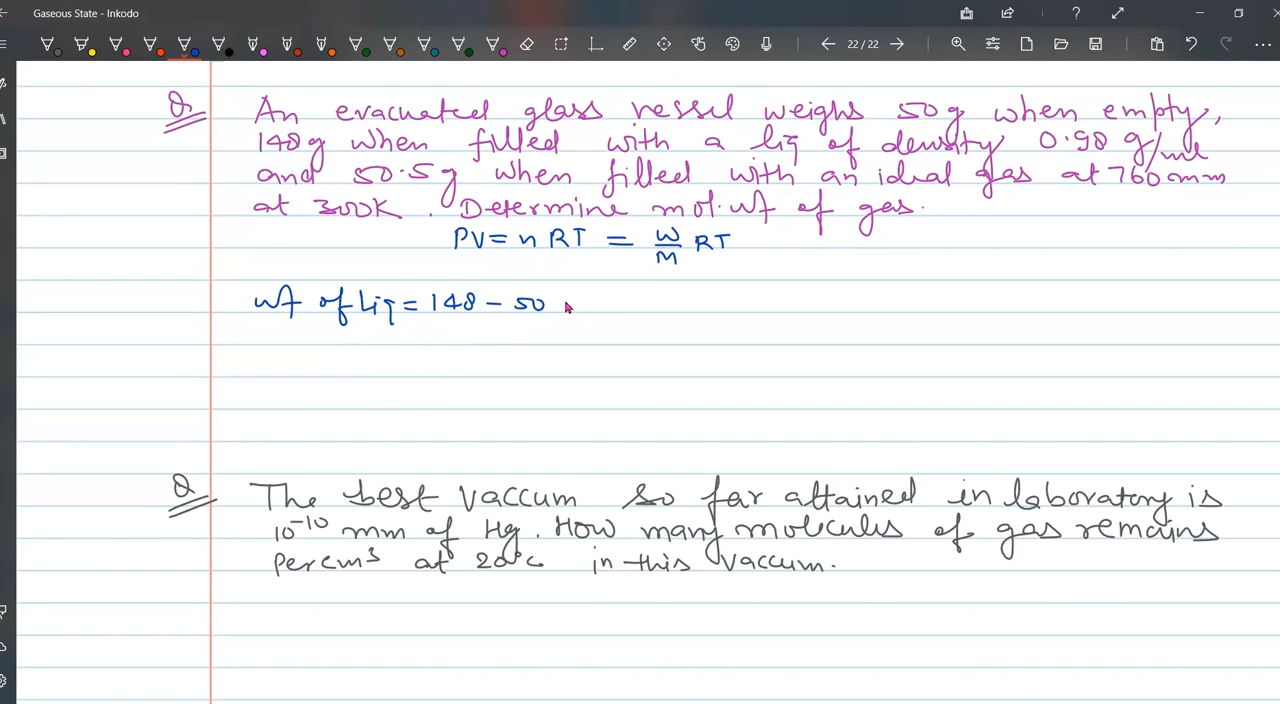 Gaseous State - Inkodo
22/22
Q An evacuated glass vessel weighs 50 g when empty,
148 g when filled with a liq of density 0.98 g/ml
and 50.5 g when filled with an ideal gas at 760 mm
at 300K. Determine mol. wt of gas.
PV = n RT = W/M RT
wt of Liq = 148 - 50
Q The best vaccum so far attained in laboratory is
10⁻¹⁰ mm of Hg. How many molecules of gas remains
per cm³ at 20°C in this vaccum.